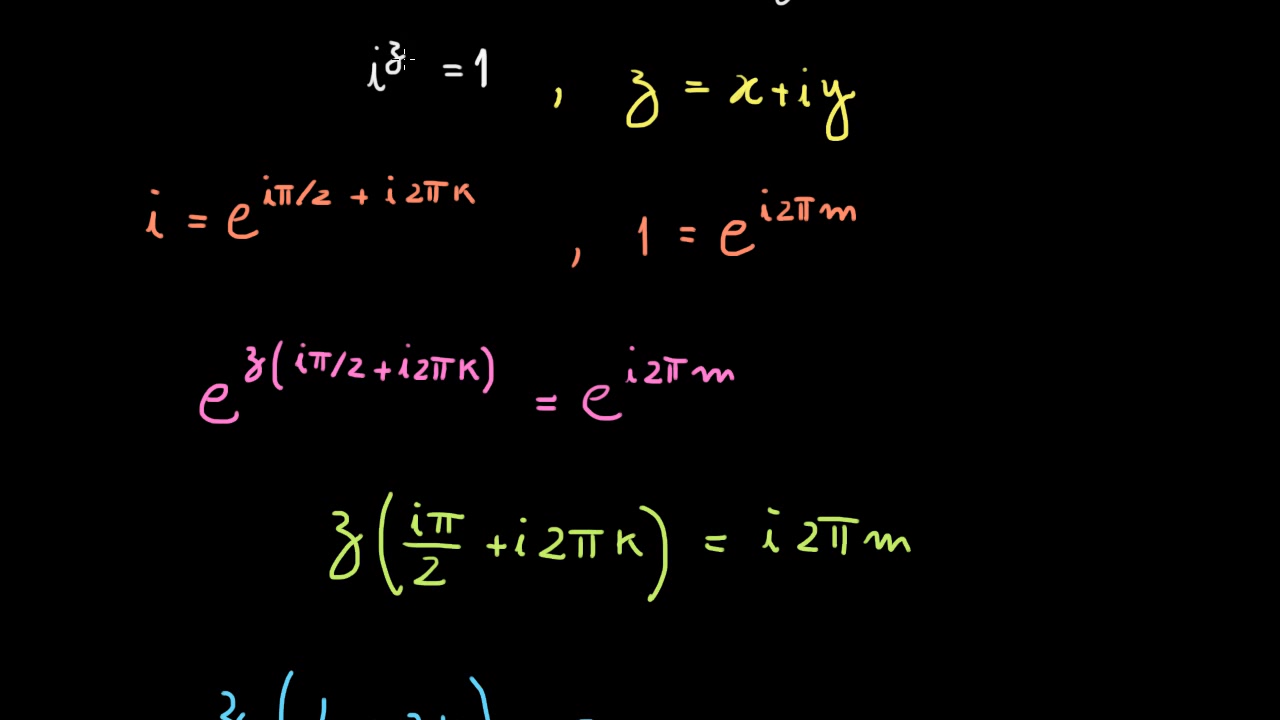 i^z = 1 , z = x + iy
i = e^{iπ/2 + i2πk} , 1 = e^{i2πm}
e^{z(iπ/2 + i2πk)} = e^{i2πm}
z(iπ/2 + i2πk) = i2πm